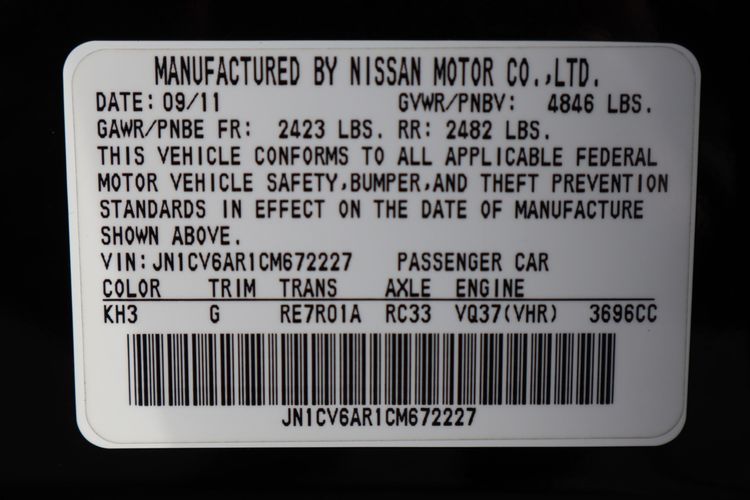 MANUFACTURED BY NISSAN MOTOR CO.,LTD.
DATE: 09/11 GVWR/PNBV: 4846 LBS.
GAWR/PNBE FR: 2423 LBS. RR: 2482 LBS.
THIS VEHICLE CONFORMS TO ALL APPLICABLE FEDERAL
MOTOR VEHICLE SAFETY,BUMPER,AND THEFT PREVENTION
STANDARDS IN EFFECT ON THE DATE OF MANUFACTURE
SHOWN ABOVE.
VIN: JN1CV6AR1CM672227 PASSENGER CAR
COLOR TRIM TRANS AXLE ENGINE
KH3 G RE7R01A RC33 VQ37(VHR) 3696CC
JN1CV6AR1CM672227